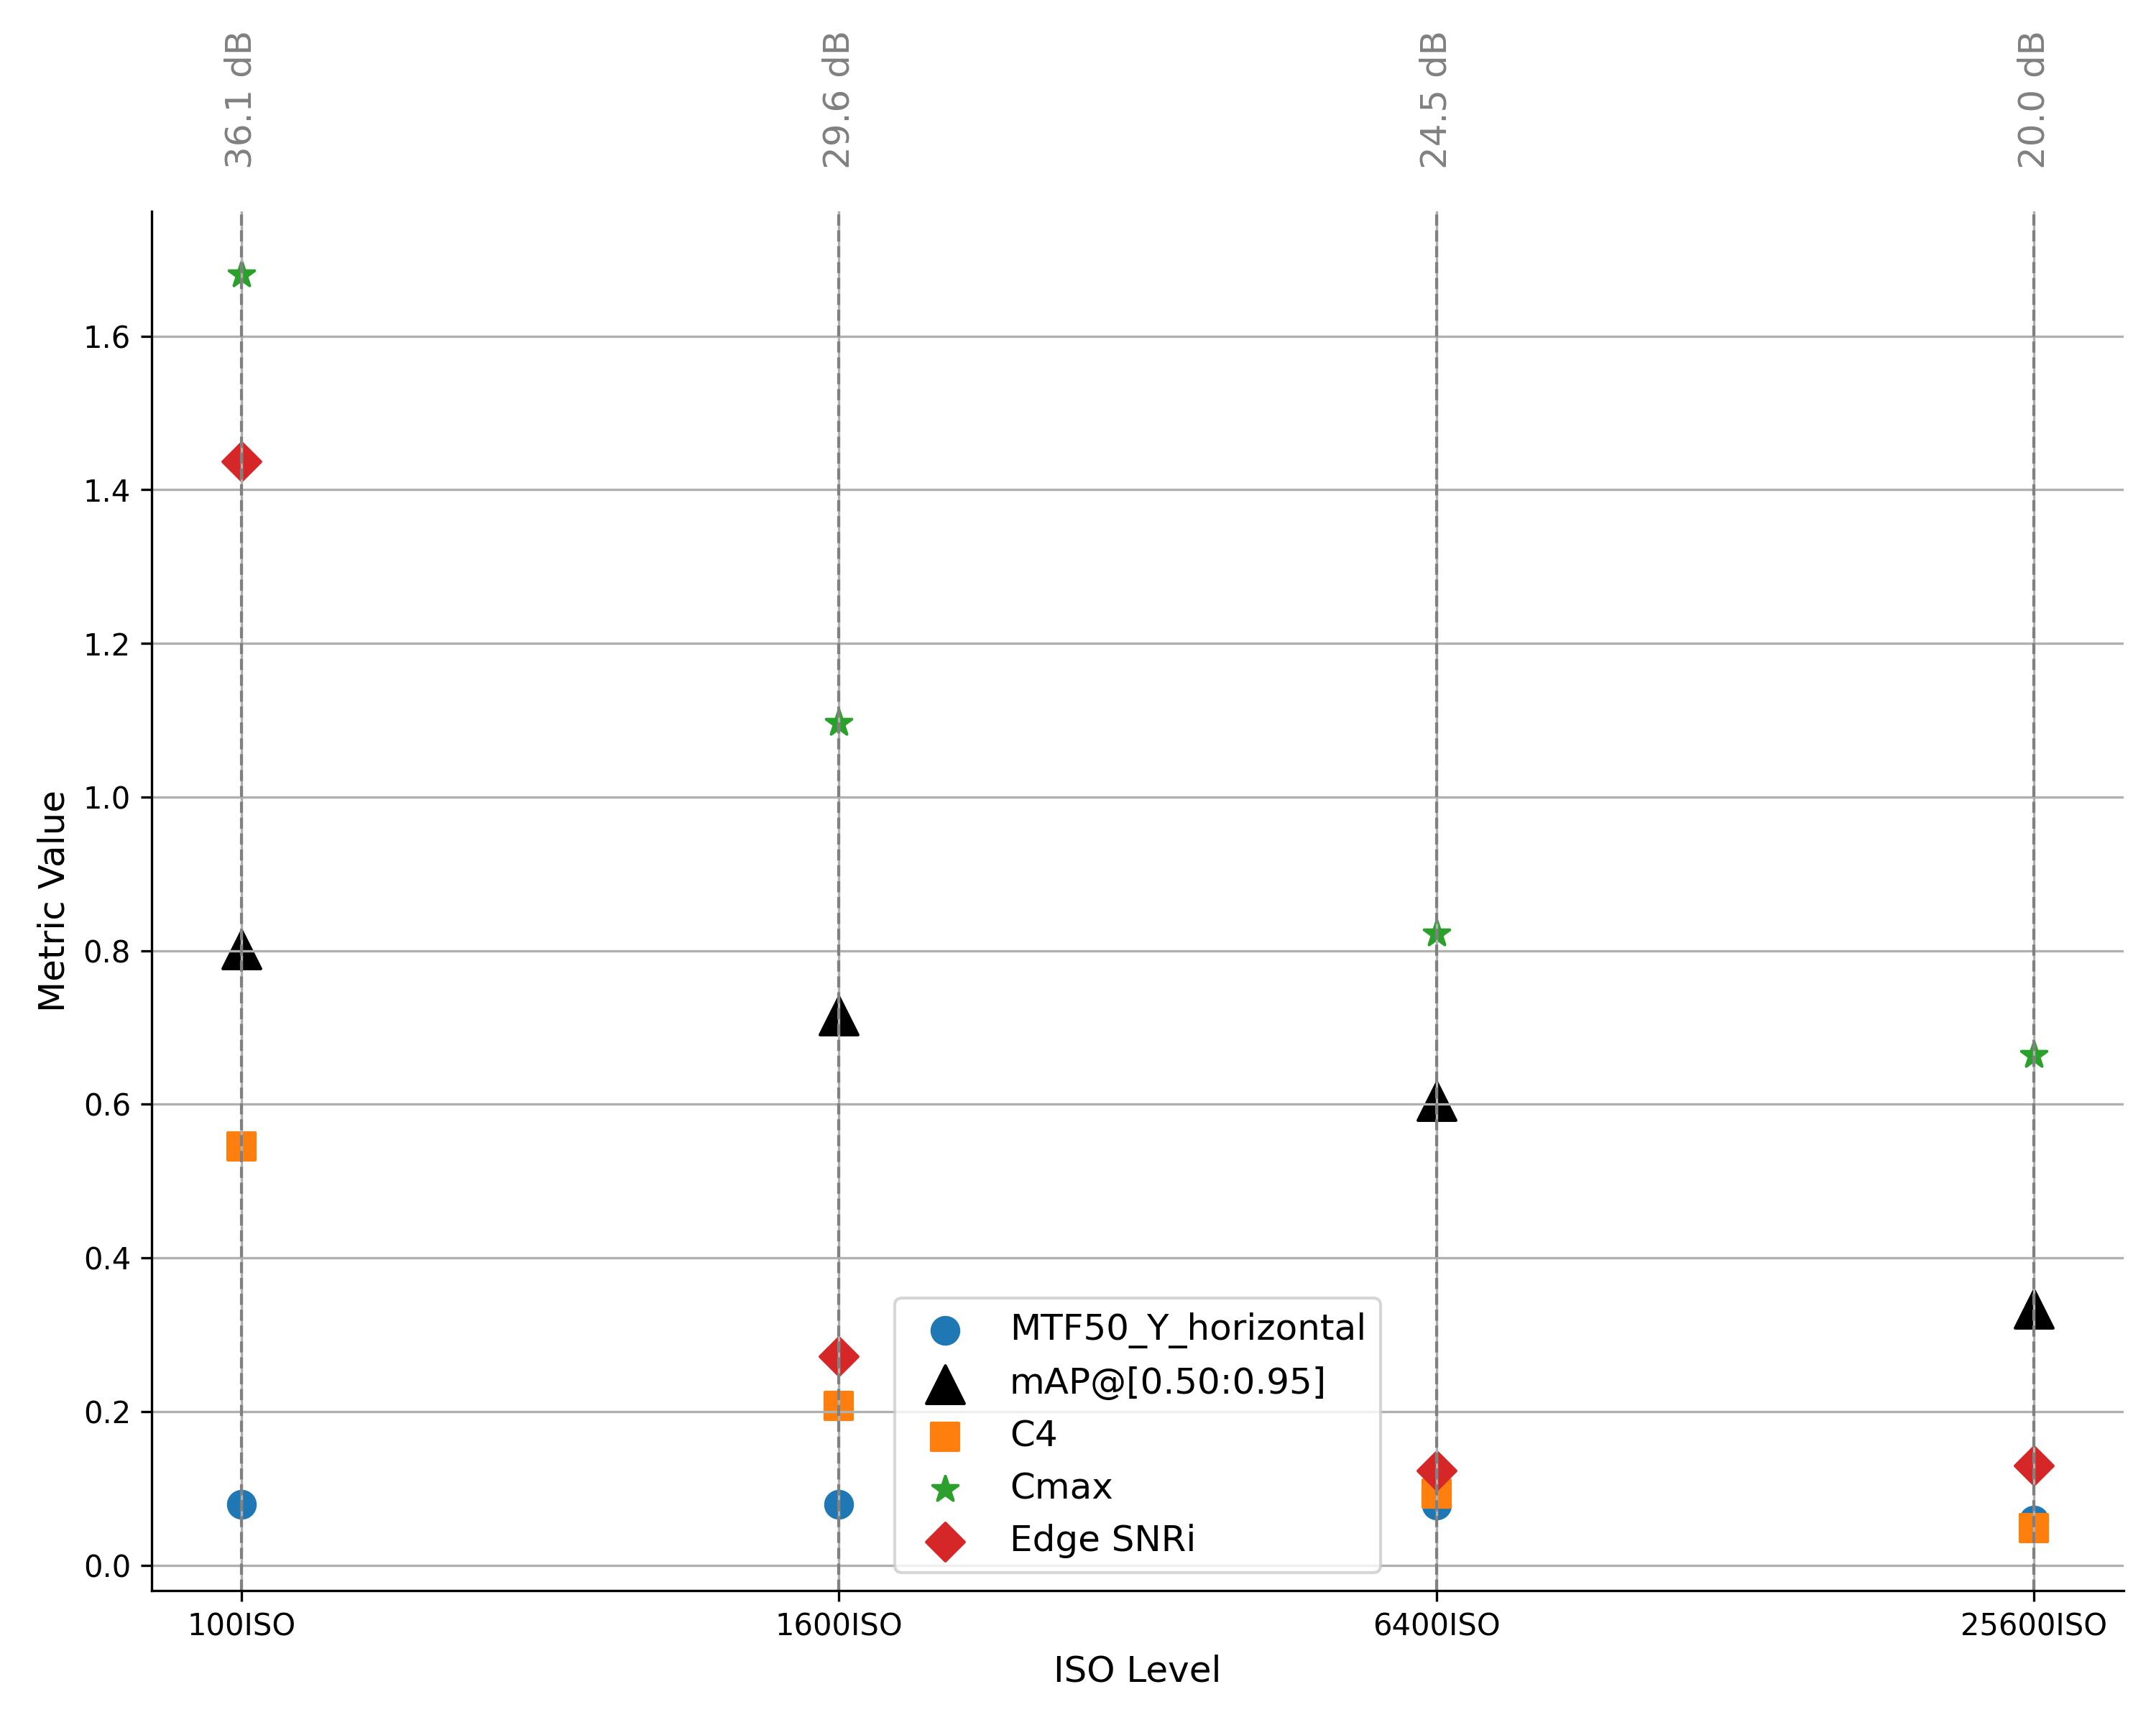 36.1 dB
29.6 dB
24.5 dB
20.0 dB
Metric Value
1.6
1.4
1.2
1.0
0.8
0.6
0.4
0.2
0.0
MTF50_Y_horizontal
mAP@[0.50:0.95]
C4
Cmax
Edge SNRi
100ISO
1600ISO
6400ISO
25600ISO
ISO Level